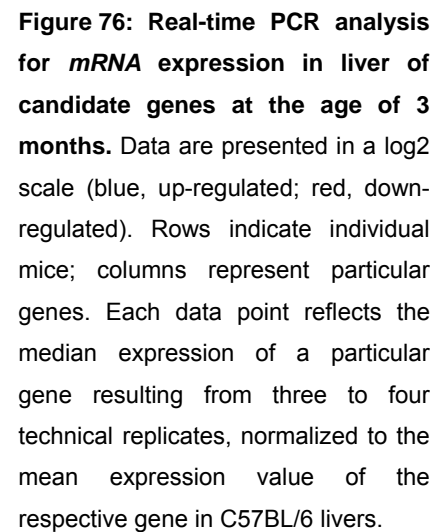 Figure 76: Real-time PCR analysis
for mRNA expression in liver of
candidate genes at the age of 3
months. Data are presented in a log2
scale (blue, up-regulated; red, down-
regulated). Rows indicate individual
mice; columns represent particular
genes. Each data point reflects the
median expression of a particular
gene resulting from three to four
technical replicates, normalized to the
mean expression value of the
respective gene in C57BL/6 livers.